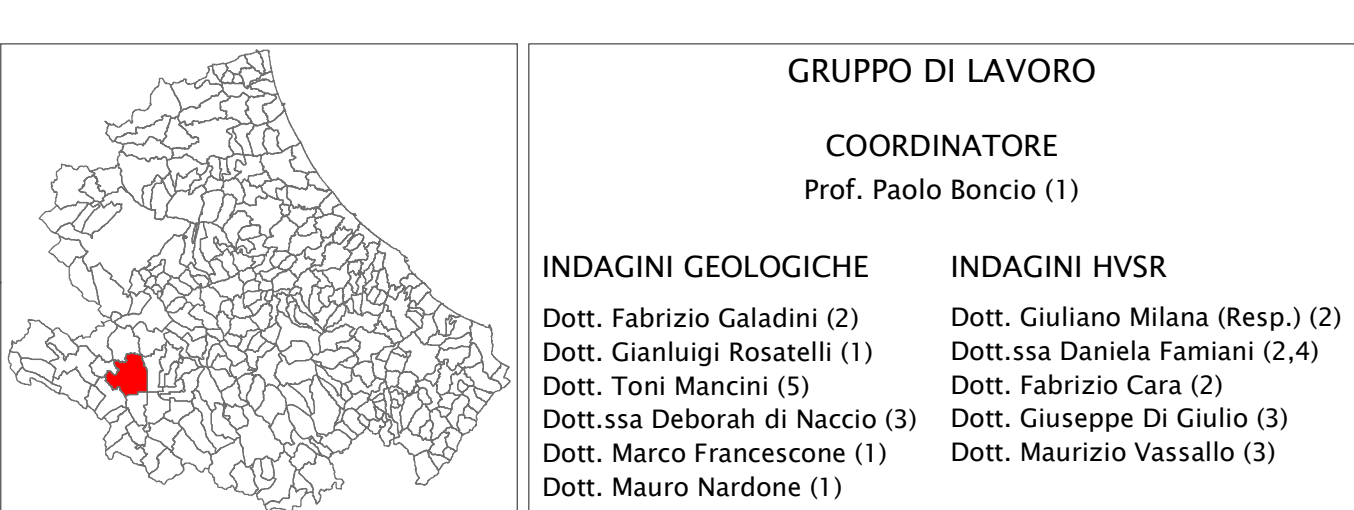 GRUPPO DI LAVORO
COORDINATORE
Prof. Paolo Boncio (1)
INDAGINI GEOLOGICHE
Dott. Fabrizio Galadini (2)
Dott. Gianluigi Rosatelli (1)
Dott. Toni Mancini (5)
Dott.ssa Deborah di Naccio (3)
Dott. Marco Francescone (1)
Dott. Mauro Nardone (1)
INDAGINI HVSR
Dott. Giuliano Milana (Resp.) (2)
Dott.ssa Daniela Famiani (2,4)
Dott. Fabrizio Cara (2)
Dott. Giuseppe Di Giulio (3)
Dott. Maurizio Vassallo (3)